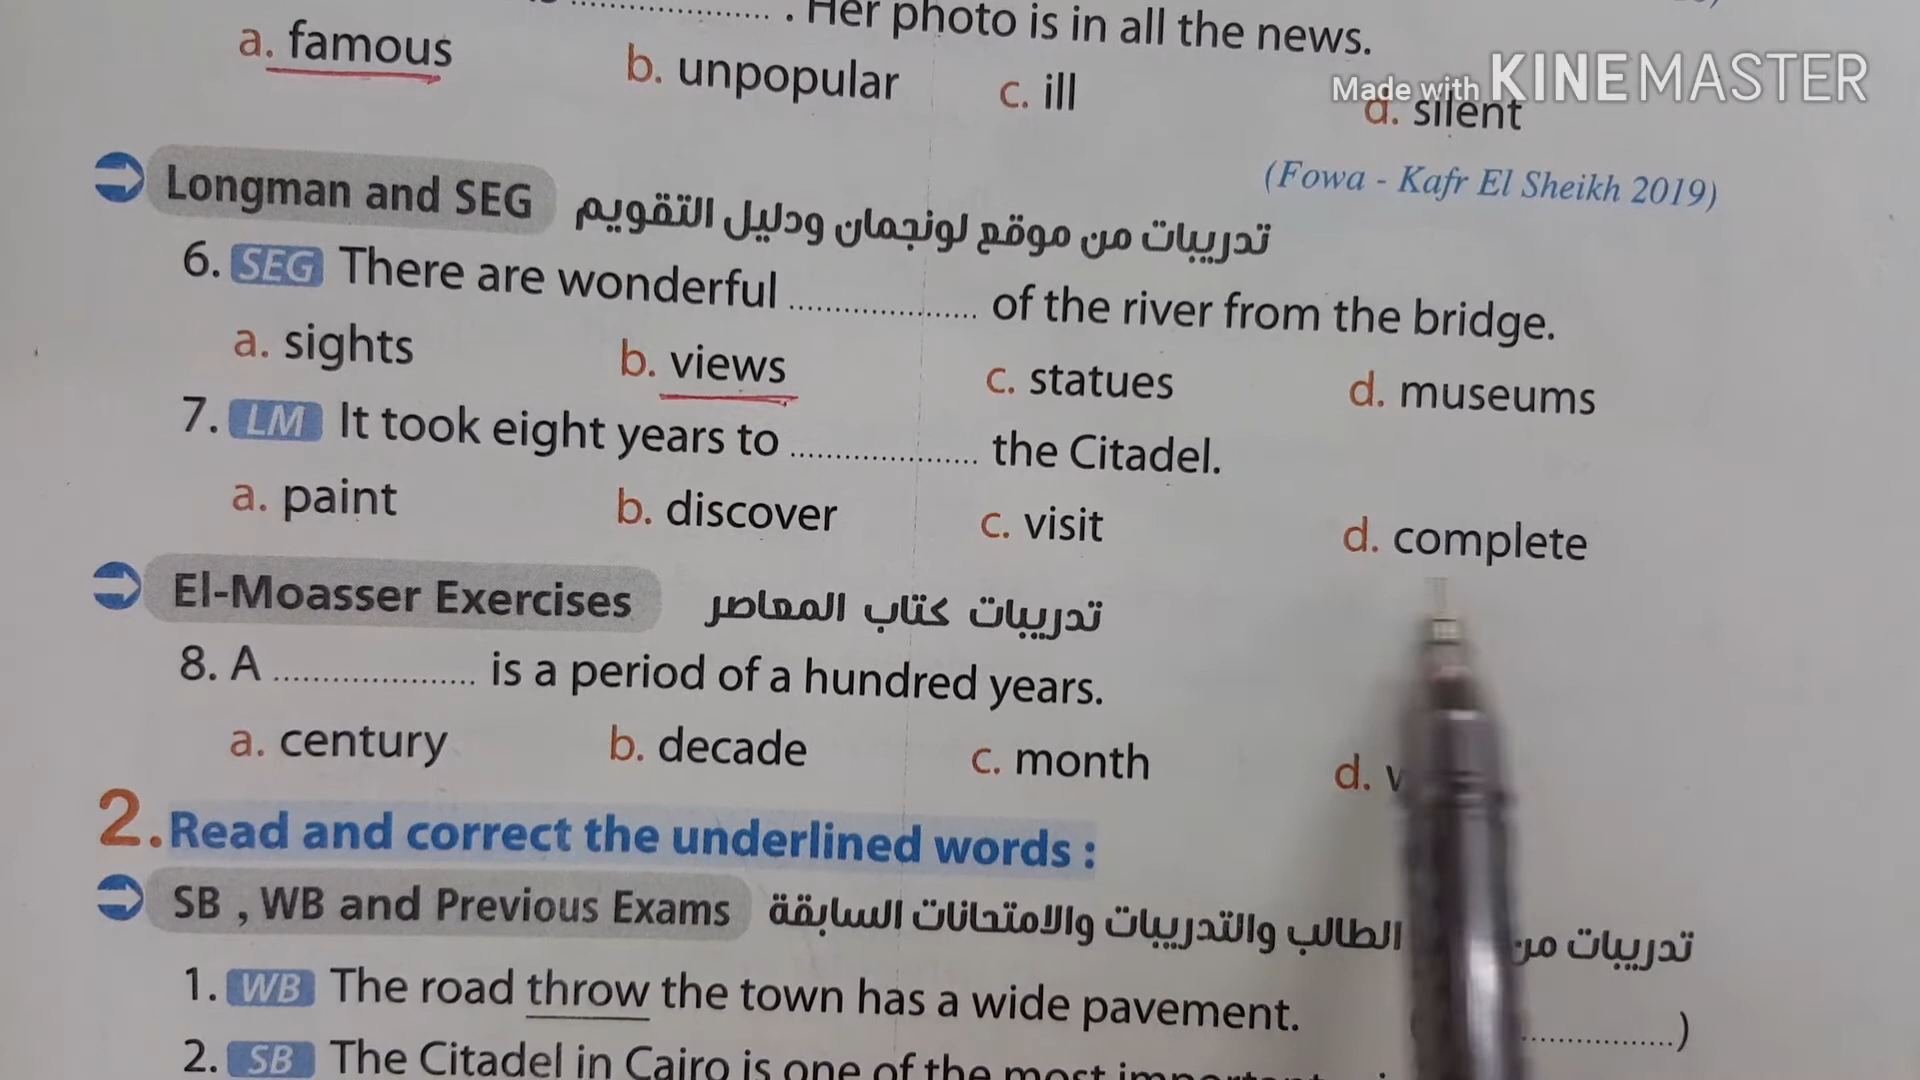 . Her photo is in all the news.
a. famous b. unpopular c. ill d. silent
Made with KINEMASTER
(Fowa - Kafr El Sheikh 2019)
Longman and SEG تدريبات من موقع لونجمان ودليل التقويم
6. SEG There are wonderful .................... of the river from the bridge.
a. sights b. views c. statues d. museums
7. LM It took eight years to .................... the Citadel.
a. paint b. discover c. visit d. complete
El-Moasser Exercises تدريبات كتاب المعاصر
8. A .................... is a period of a hundred years.
a. century b. decade c. month d.
2. Read and correct the underlined words :
SB , WB and Previous Exams تدريبات من الطالب والتدريبات والامتحانات السابقة
1. WB The road throw the town has a wide pavement. ................)
2. SB The Citadel in Cairo is one of the most